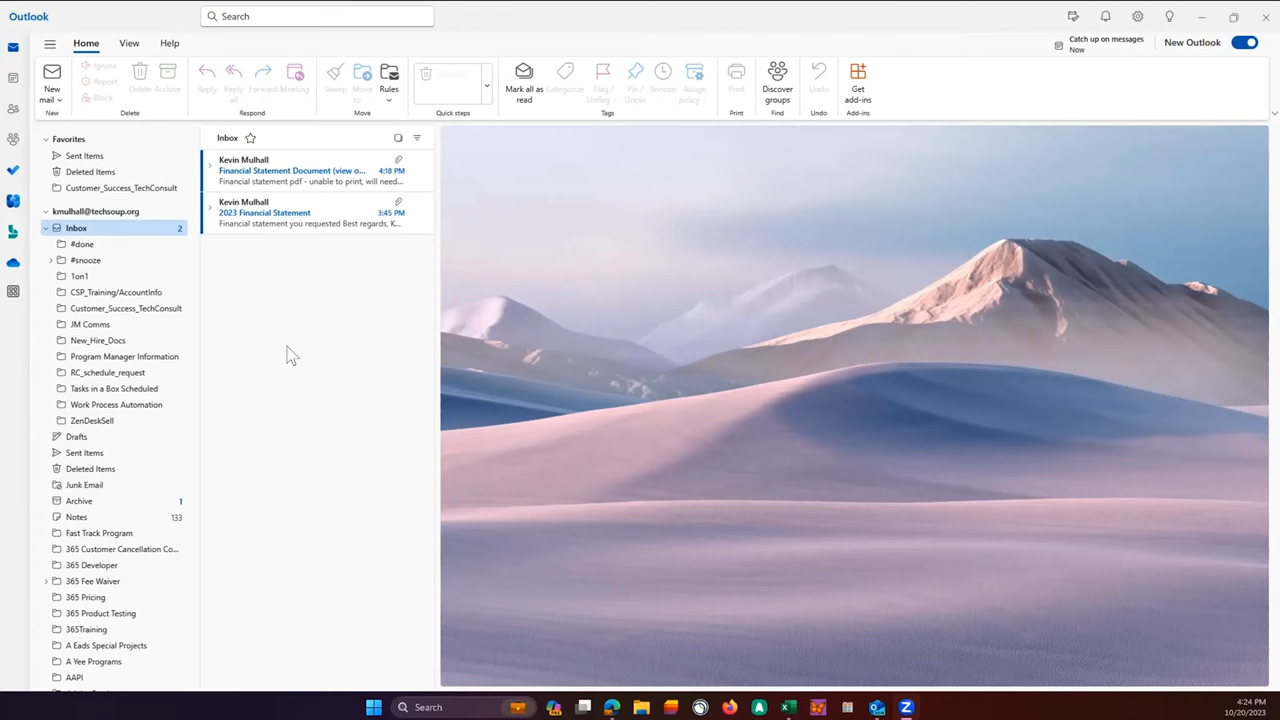 Outlook
Search
Home View Help
Catch up on messages
Now
New Outlook
New
mail
Ignore
Report
Block
Delete
Archive
Reply
Reply
all
Forward
Meeting
Sweep
Move
to
Rules
Mark all as
read
Categorize
Flag /
Unflag
Pin /
Unpin
Snooze
Assign
policy
Print
Discover
groups
Undo
Get
add-ins
New
Delete
Respond
Move
Quick steps
Tags
Print
Find
Undo
Add-ins
Favorites
Sent Items
Deleted Items
Customer_Success_TechConsult
kmulhall@techsoup.org
Inbox 2
#done
#snooze
1on1
CSP_Training/AccountInfo
Customer_Success_TechConsult
JM Comms
New_Hire_Docs
Program Manager Information
RC_schedule_request
Tasks in a Box Scheduled
Work Process Automation
ZenDeskSell
Drafts
Sent Items
Deleted Items
Junk Email
Archive 1
Notes 133
Fast Track Program
365 Customer Cancellation Co...
365 Developer
365 Fee Waiver
365 Pricing
365 Product Testing
365Training
A Eads Special Projects
A Yee Programs
AAPI
Inbox
Kevin Mulhall
Financial Statement Document (view o... 4:18 PM
Financial statement pdf - unable to print, will need...
Kevin Mulhall
2023 Financial Statement 3:45 PM
Financial statement you requested Best regards, K...
Search
4:24 PM
10/20/2023